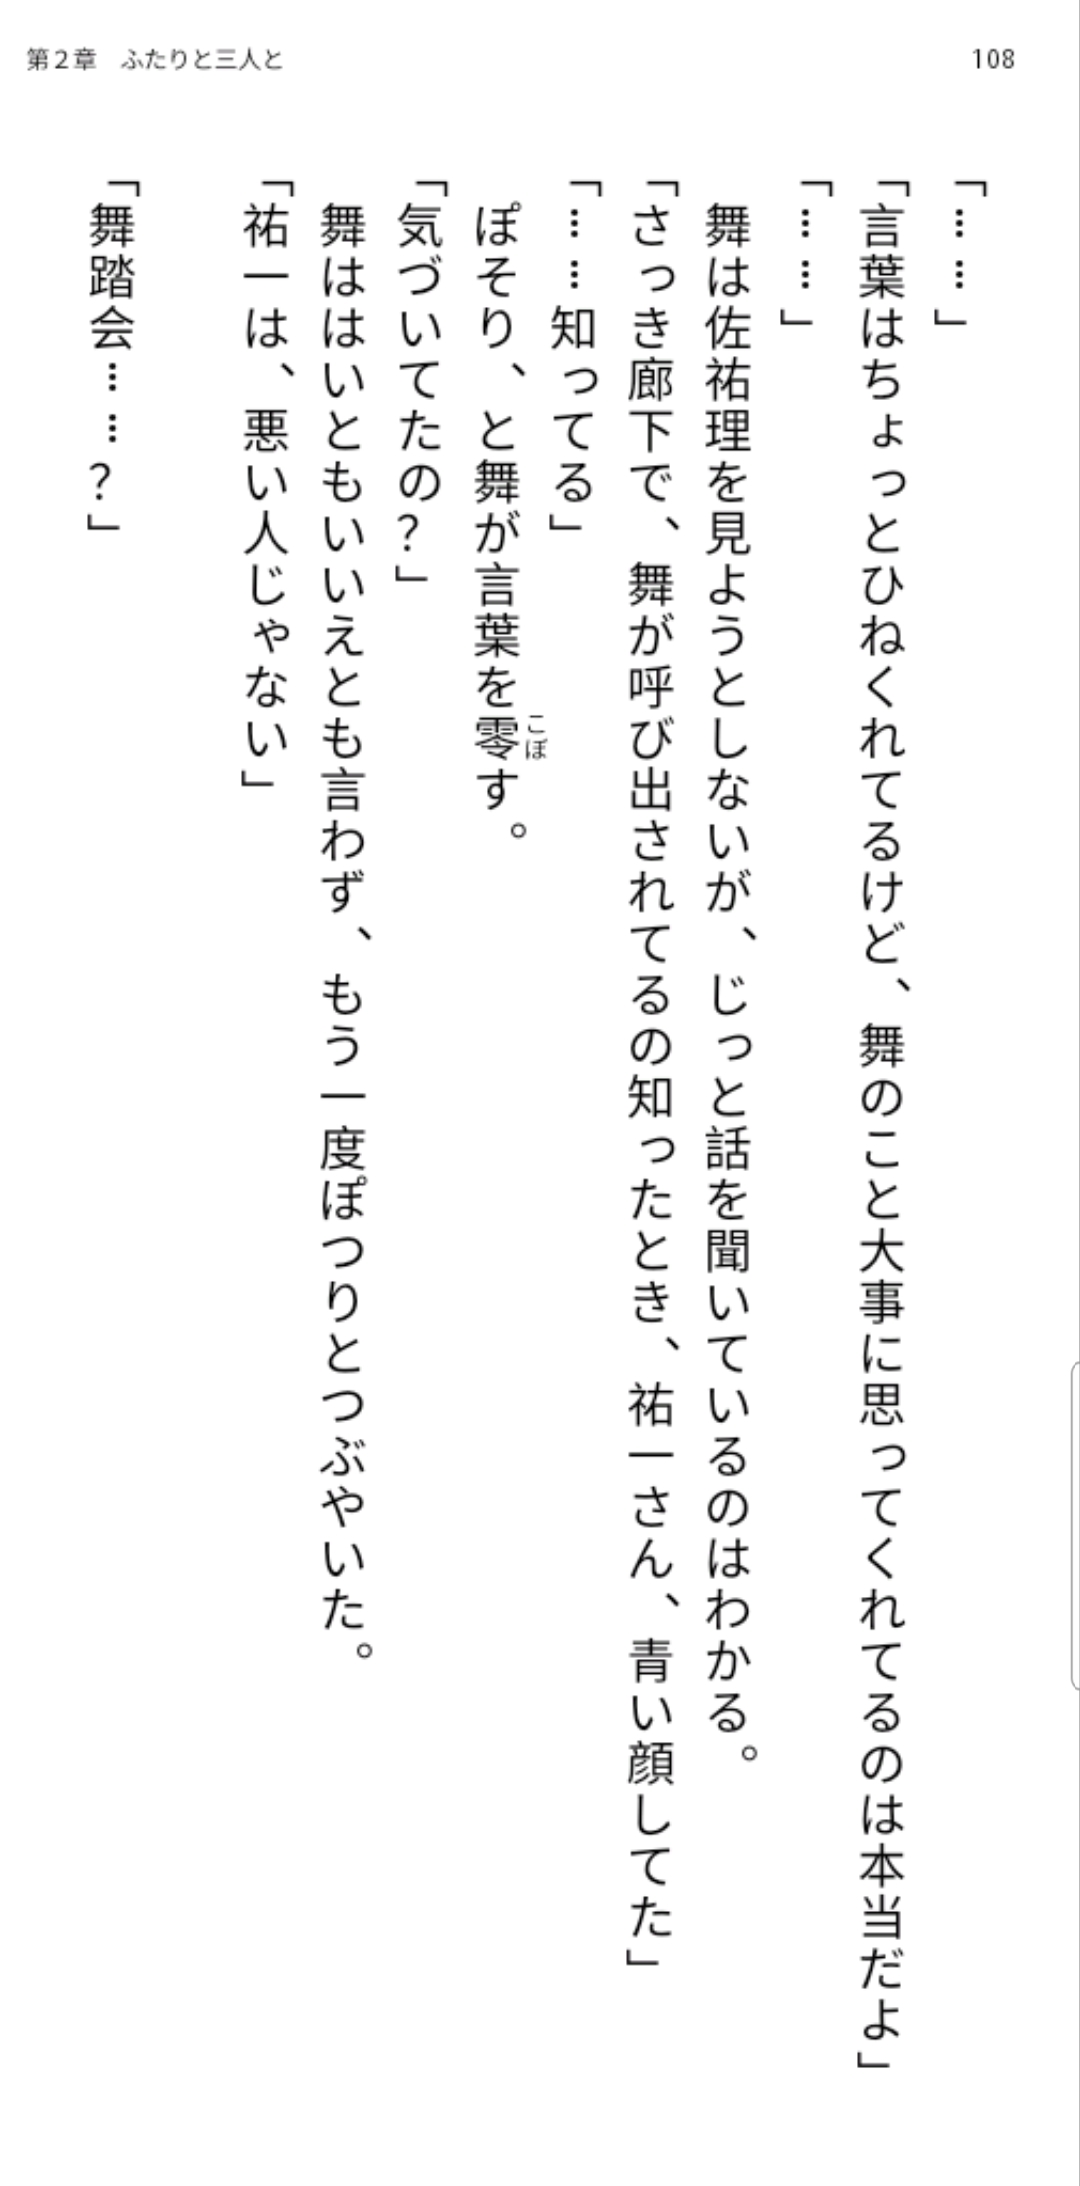 第２章　ふたりと三人と
108
「……」
「言葉はちょっとひねくれてるけど、舞のこと大事に思ってくれてるのは本当だよ」
「……」
舞は佐祐理を見ようとしないが、じっと話を聞いているのはわかる。
「さっき廊下で、舞が呼び出されてるの知ったとき、祐一さん、青い顔してた」
「……知ってる」
ぽそり、と舞が言葉を零す。
こぼ
「気づいてたの？」
舞ははいともいいえとも言わず、もう一度ぽつりとつぶやいた。
「祐一は、悪い人じゃない」
「舞踏会……？」